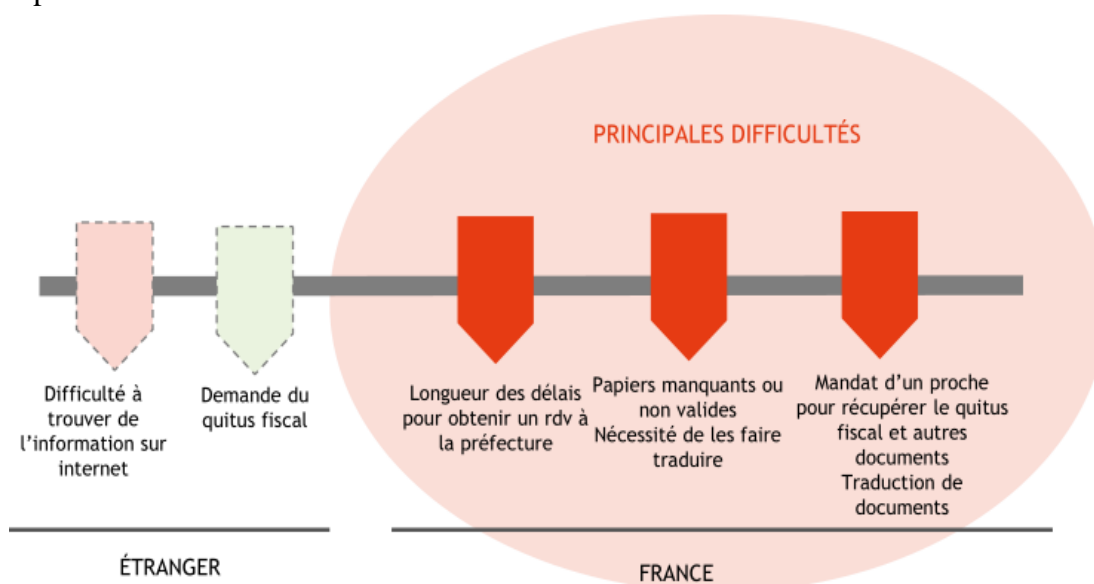 PRINCIPALES DIFFICULTÉS
Difficulté à
trouver de
l'information sur
internet
Demande du
quitus fiscal
Longueur des délais
pour obtenir un rdv à
la préfecture
Papiers manquants ou
non valides
Nécessité de les faire
traduire
Mandat d'un proche
pour récupérer le quitus
fiscal et autres
documents
Traduction de
documents
ÉTRANGER
FRANCE